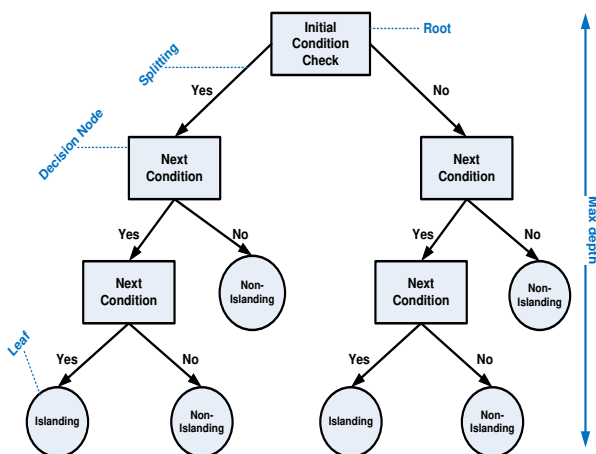 Initial
Condition
Check
Root
Splitting
Yes
No
Decision Node
Next
Condition
Next
Condition
Max depth
Yes
No
Yes
No
Next
Condition
Non-
Islanding
Next
Condition
Non-
Islanding
Leaf
Yes
No
Yes
No
Islanding
Non-
Islanding
Islanding
Non-
Islanding